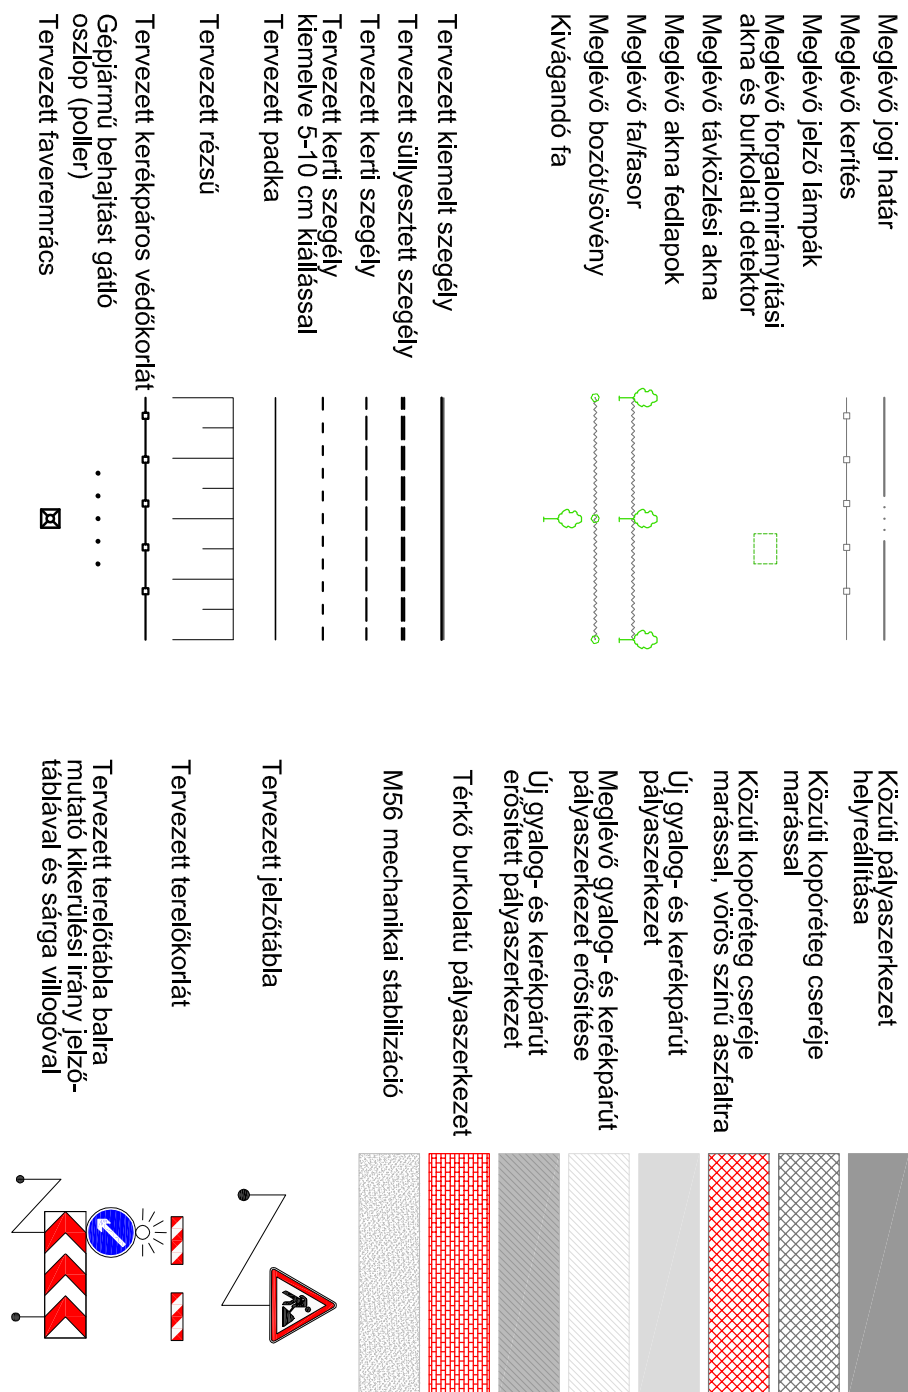 Meglévő jogi határ
Meglévő kerítés
Meglévő jelző lámpák
Meglévő forgalomirányítási
akna és burkolati detektor
Meglévő távközlési akna
Meglévő akna fedlapok
Meglévő fa/fasor
Meglévő bozót/sövény
Kivágandó fa
Tervezett kiemelt szegély
Tervezett süllyesztett szegély
Tervezett kerti szegély
Tervezett kerti szegély
kiemelve 5-10 cm kiállással
Tervezett padka
Tervezett rézsű
Tervezett kerékpáros védőkorlát
Gépjármű behajtást gátló
oszlop (poller)
Tervezett faveremrács
Közúti pályaszerkezet
helyreállítása
Közúti kopóréteg cseréje
marással
Közúti kopóréteg cseréje
marással, vörös színű aszfaltra
Új gyalog- és kerékpárút
pályaszerkezet
Meglévő gyalog- és kerékpárút
pályaszerkezet erősítése
Új gyalog- és kerékpárút
erősített pályaszerkezet
Térkő burkolatú pályaszerkezet
M56 mechanikai stabilizáció
Tervezett jelzőtábla
Tervezett terelőkorlát
Tervezett terelőtábla balra
mutató kikerülési irány jelző-
táblával és sárga villogóval